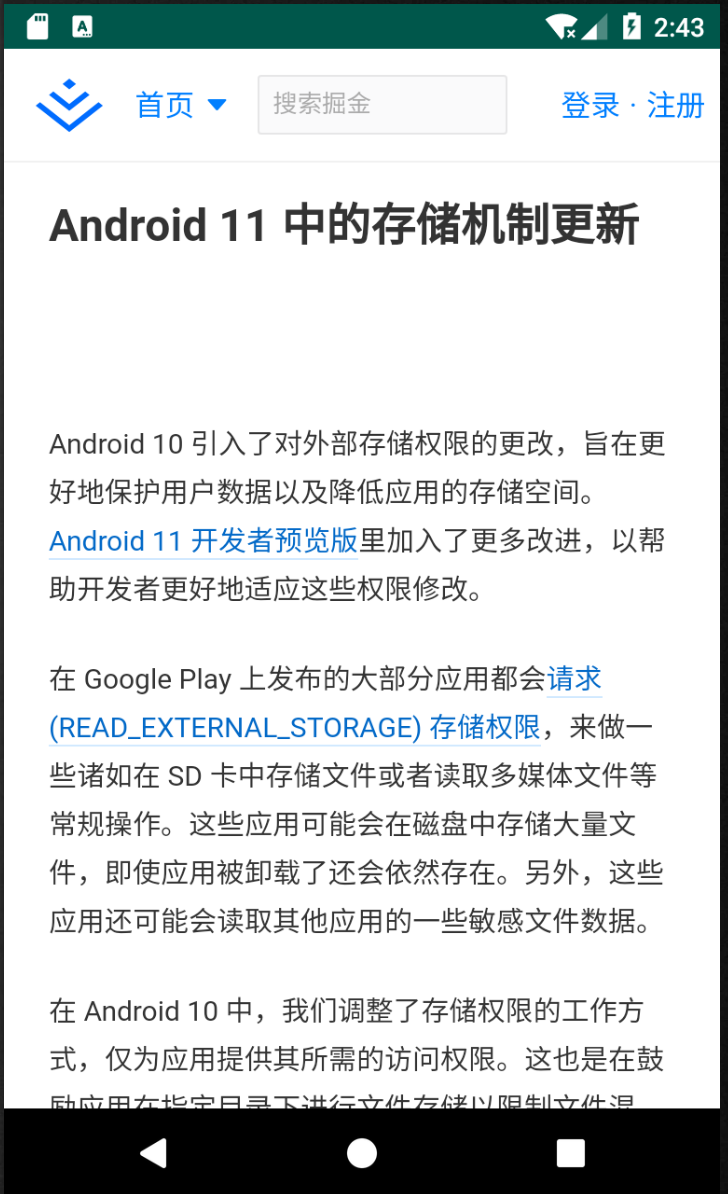 2:43
首页
搜索掘金
登录 · 注册
Android 11 中的存储机制更新
Android 10 引入了对外部存储权限的更改，旨在更
好地保护用户数据以及降低应用的存储空间。
Android 11 开发者预览版里加入了更多改进，以帮
助开发者更好地适应这些权限修改。
在 Google Play 上发布的大部分应用都会请求
(READ_EXTERNAL_STORAGE) 存储权限，来做一
些诸如在 SD 卡中存储文件或者读取多媒体文件等
常规操作。这些应用可能会在磁盘中存储大量文
件，即使应用被卸载了还会依然存在。另外，这些
应用还可能会读取其他应用的一些敏感文件数据。
在 Android 10 中，我们调整了存储权限的工作方
式，仅为应用提供其所需的访问权限。这也是在鼓
励应用在指定目录下进行文件存储以限制文件混